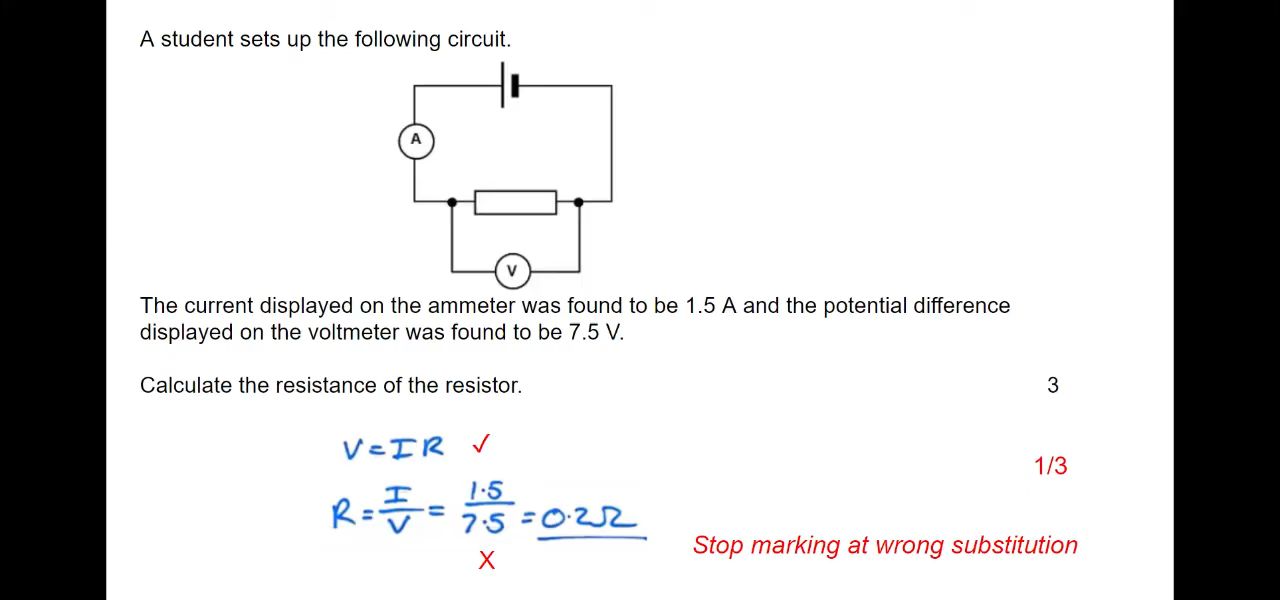 A student sets up the following circuit.
A
V
The current displayed on the ammeter was found to be 1.5 A and the potential difference
displayed on the voltmeter was found to be 7.5 V.
Calculate the resistance of the resistor. 3
V = IR ✓
1/3
R = I/V = 1.5/7.5 = 0.2Ω
Stop marking at wrong substitution
X